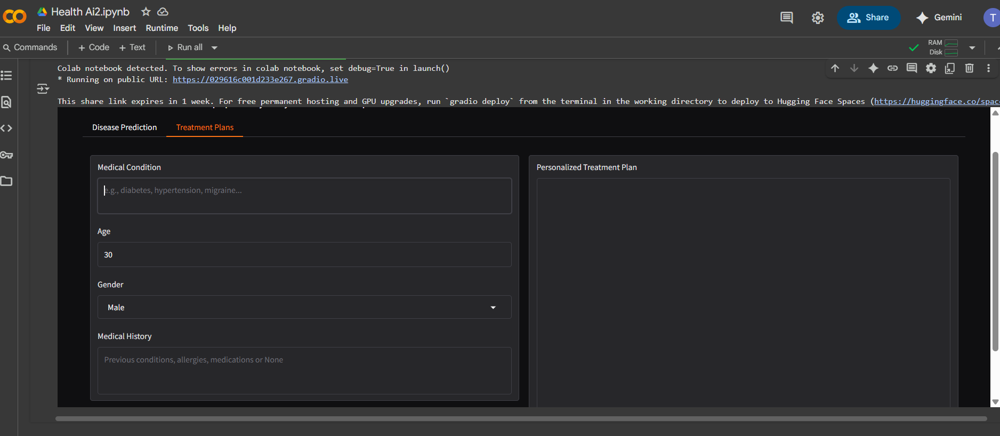 Health Ai2.ipynb
File Edit View Insert Runtime Tools Help
Share
Gemini
T
Commands + Code + Text Run all
RAM
Disk
Colab notebook detected. To show errors in colab notebook, set debug=True in launch()
* Running on public URL: https://029616c001d233e267.gradio.live
This share link expires in 1 week. For free permanent hosting and GPU upgrades, run `gradio deploy` from the terminal in the working directory to deploy to Hugging Face Spaces (https://huggingface.co/spac
Disease Prediction Treatment Plans
Medical Condition
e.g., diabetes, hypertension, migraine...
Age
30
Gender
Male
Medical History
Previous conditions, allergies, medications or None
Personalized Treatment Plan